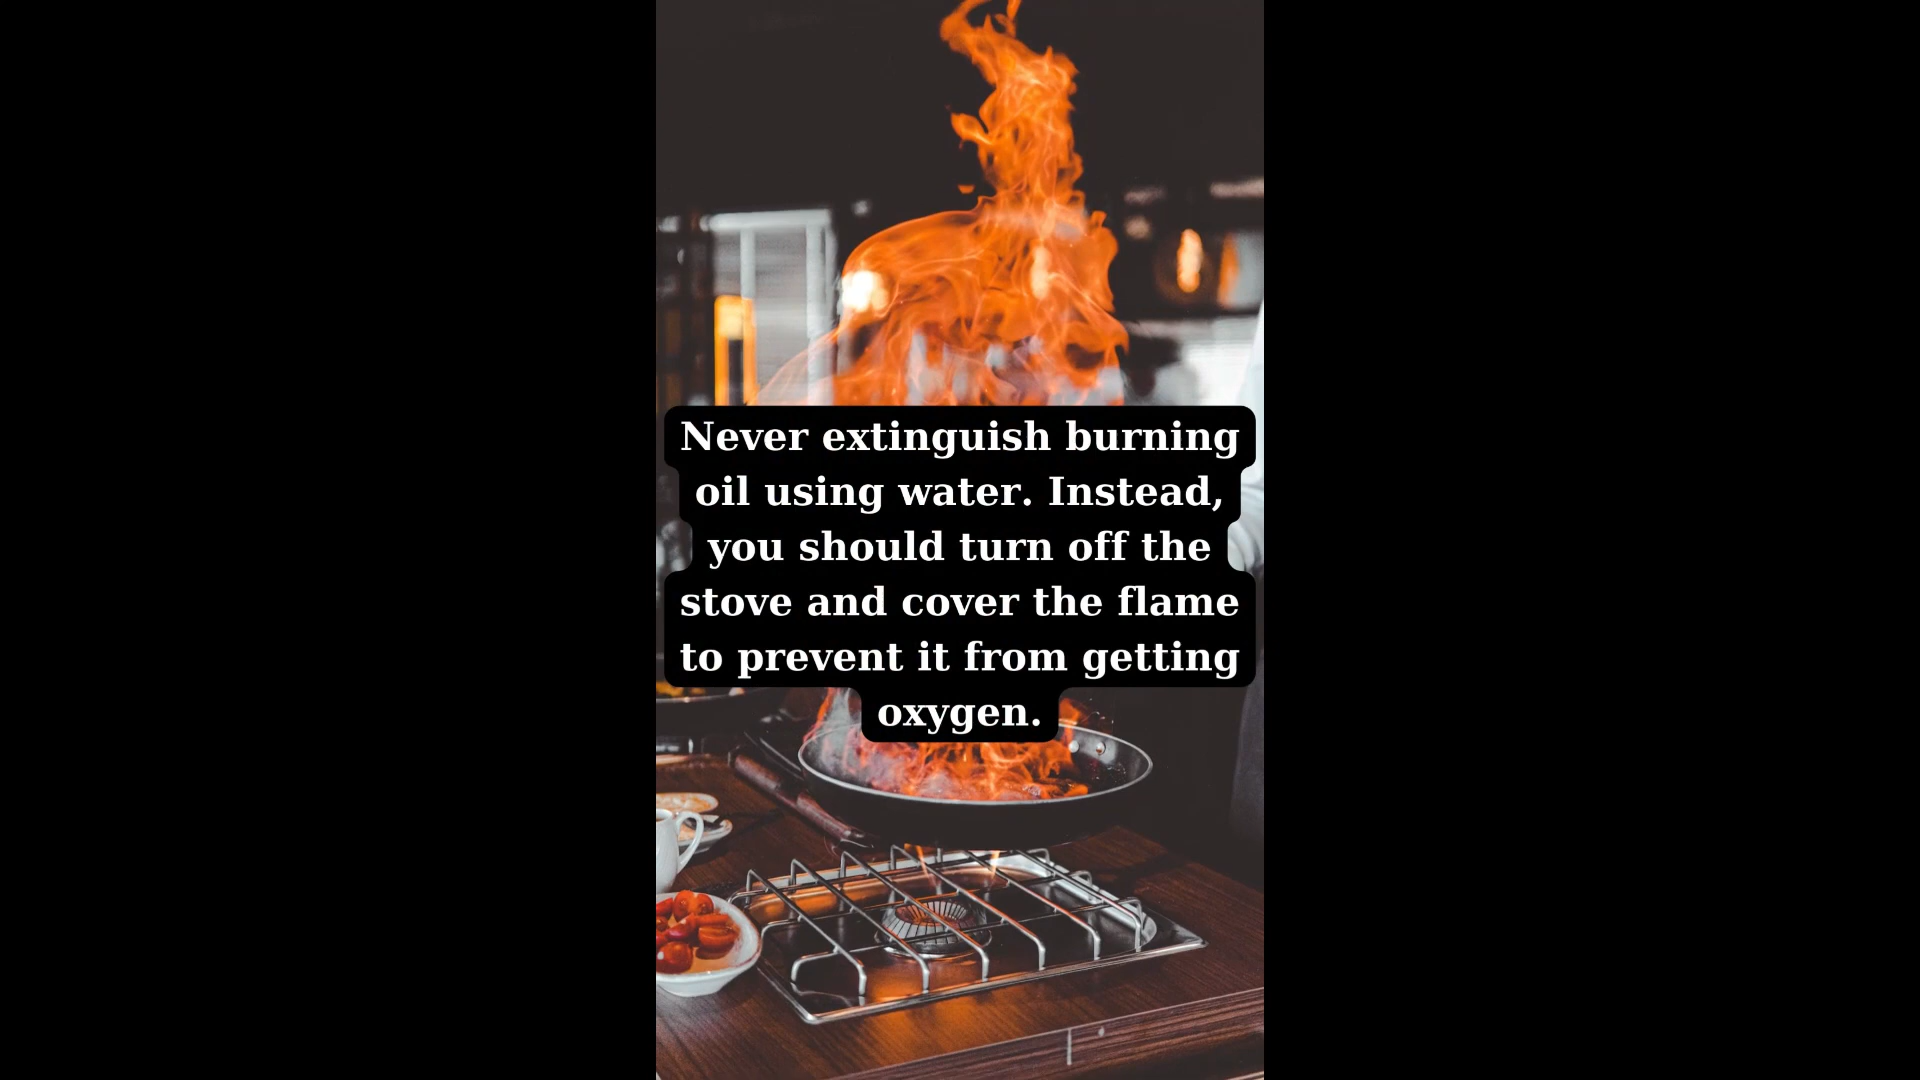 Never extinguish burning
oil using water. Instead,
you should turn off the
stove and cover the flame
to prevent it from getting
oxygen.